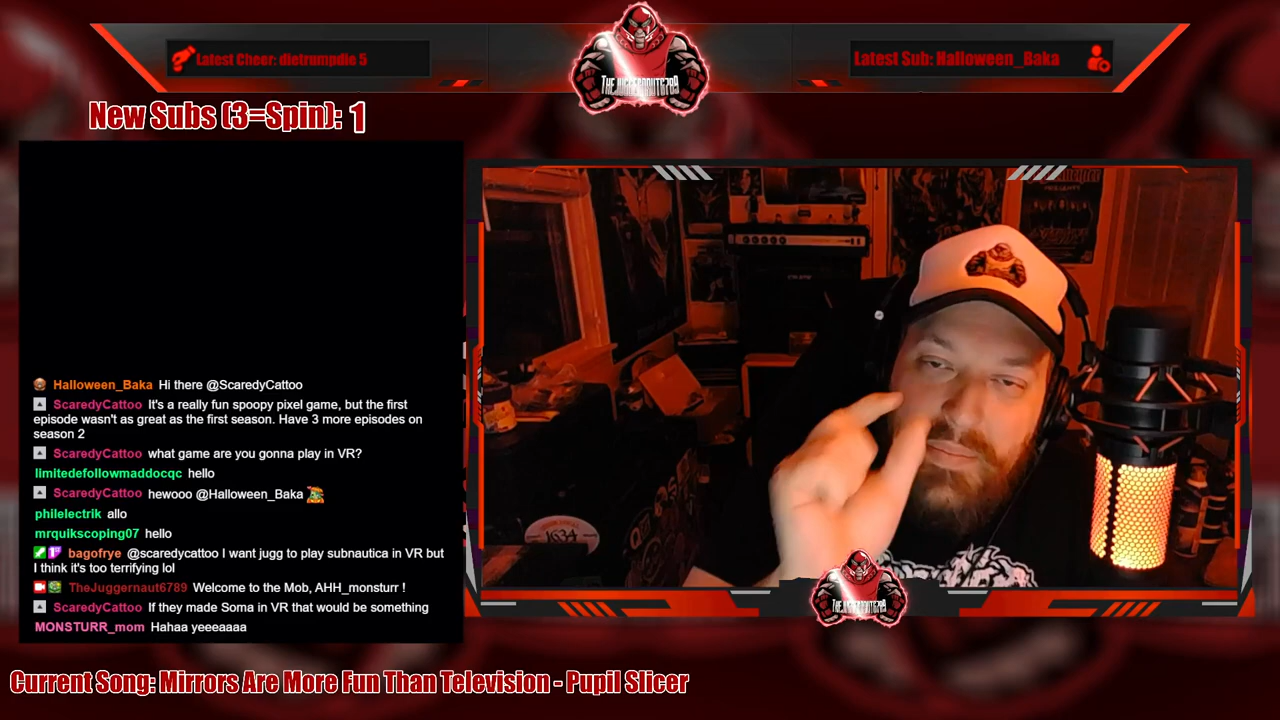 Latest Cheer: dietrumpdie 5
THEJUGGERNAUT6789
Latest Sub: Halloween_Baka
New Subs (3=Spin): 1
Halloween_Baka Hi there @ScaredyCattoo
ScaredyCattoo It's a really fun spoopy pixel game, but the first
episode wasn't as great as the first season. Have 3 more episodes on
season 2
ScaredyCattoo what game are you gonna play in VR?
limItedefollowmaddocqc hello
ScaredyCattoo hewooo @Halloween_Baka
philelectrik allo
mrquikscoping07 hello
bagofrye @scaredycattoo I want jugg to play subnautica in VR but
I think it's too terrifying lol
TheJuggernaut6789 Welcome to the Mob, AHH_monsturr !
ScaredyCattoo If they made Soma in VR that would be something
MONSTURR_mom Hahaa yeeeaaaa
1634
THEJUGGERNAUT6789
Current Song: Mirrors Are More Fun Than Television - Pupil Slicer